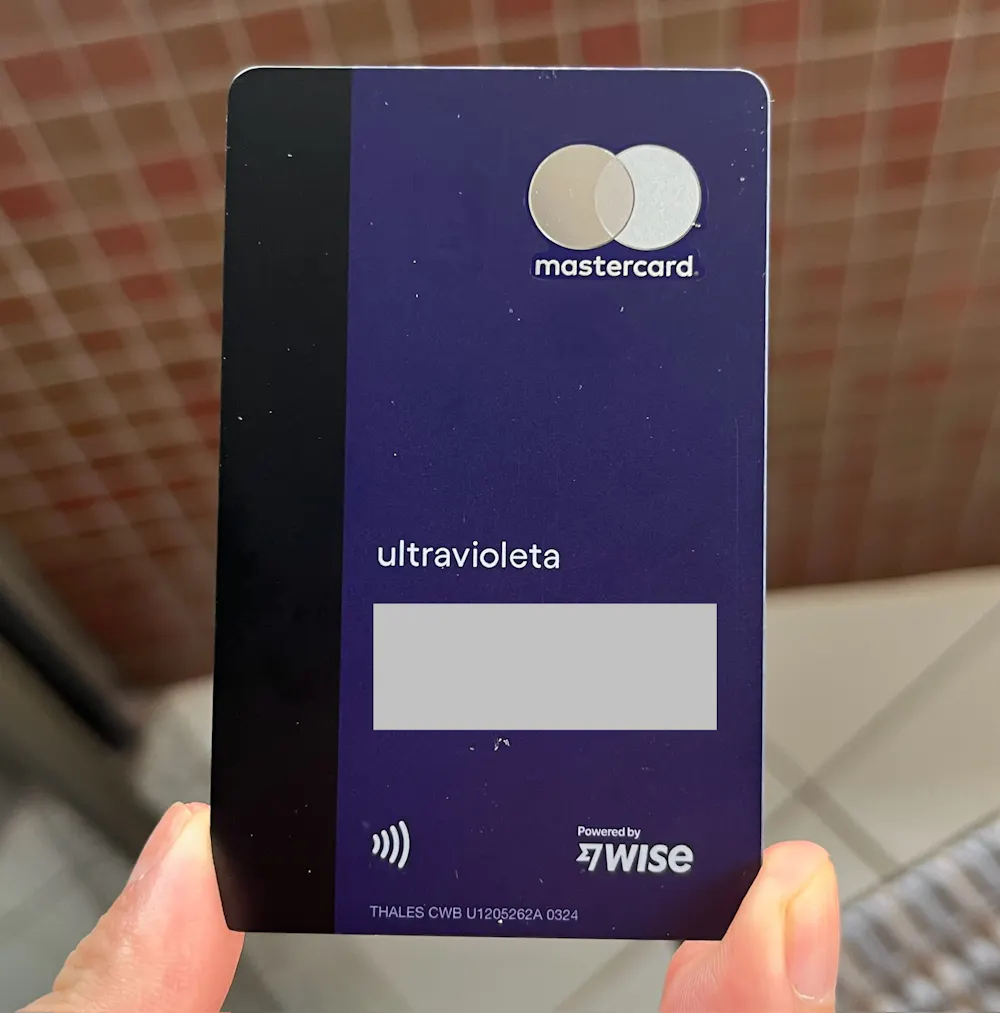 mastercard
ultravioleta
Powered by
WISE
THALES CWB U1205262A 0324